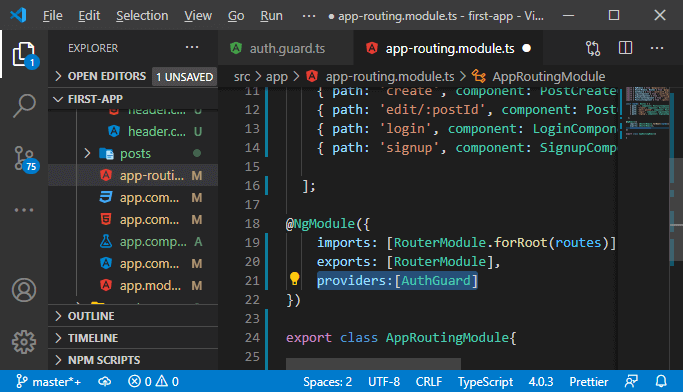 File Edit Selection View Go Run ··· app-routing.module.ts - first-app - Vi...
EXPLORER ···
OPEN EDITORS 1 UNSAVED
FIRST-APP
header.c... U
header.c... U
posts
app-routi... M
app.com... M
app.com... M
app.comp... A
app.com... M
app.mod... M
OUTLINE
TIMELINE
NPM SCRIPTS
1
75
auth.guard.ts app-routing.module.ts
src > app > app-routing.module.ts > AppRoutingModule
11 { path: 'create', component: PostCreate
12 { path: 'edit/:postId', component: Post
13 { path: 'login', component: LoginCompon
14 { path: 'signup', component: SignupComp
15
16 ];
17
18 @NgModule({
19 imports: [RouterModule.forRoot(routes)]
20 exports: [RouterModule],
21 providers:[AuthGuard]
22 })
23
24 export class AppRoutingModule{
25
master*+ 0 0 Spaces: 2 UTF-8 CRLF TypeScript 4.0.3 Prettier